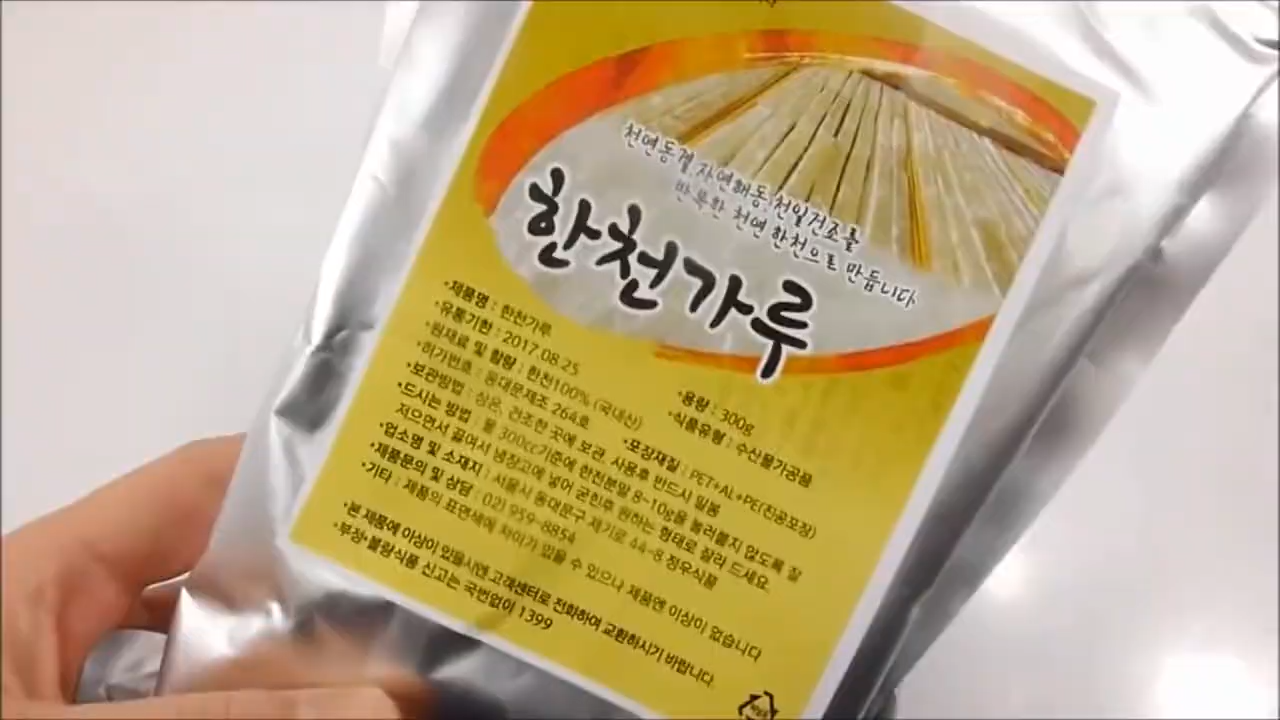 천연동결 자연해동 천일건조를
반복한 천연 한천으로 만듭니다
한천가루
•제품명 : 한천가루
•용량 : 300g
•유통기한 : 2017.08.25
•식품유형 : 수산물가공품
•원재료 및 함량 : 한천100% (국내산)
•허가번호 : 동대문제조 264호
•포장재질 : PET+AL+PE(진공포장)
•보관방법 : 상온, 건조한 곳에 보관, 사용후 반드시 밀봉
•드시는 방법 : 물 300cc기준에 한천분말 8~10g을 눌러붙지 않도록 잘
저으면서 끓여서 냉장고에 넣어 굳힌후 원하는 형태로 잘라 드세요.
•업소명 및 소재지 : 서울시 동대문구 제기로 44-8 정우식품
•제품문의 및 상담 : 02) 959-8854
•기타 : 제품의 표면색에 차이가 있을 수 있으나 제품엔 이상이 없습니다
•본 제품에 이상이 있을시엔 고객센터로 전화하여 교환하시기 바랍니다.
•부정•불량식품 신고는 국번없이 1399